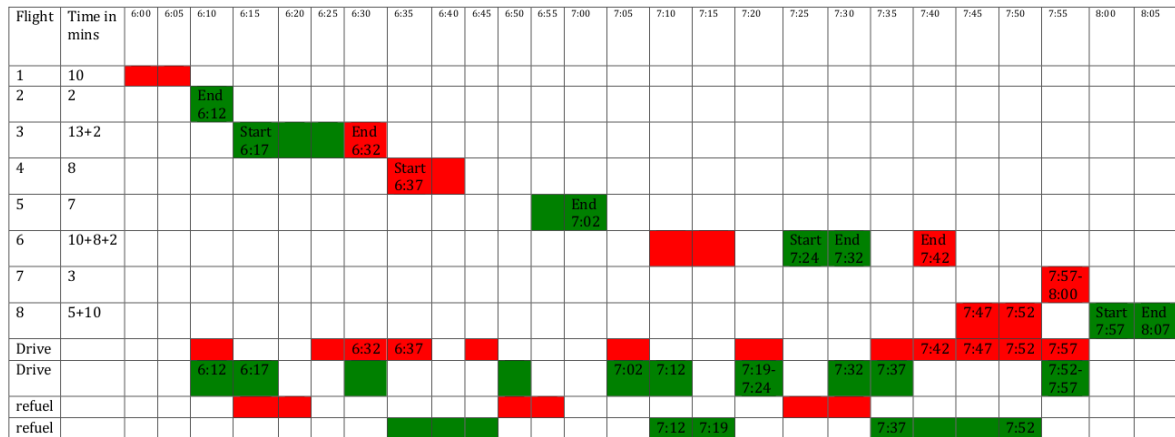 Flight Time in mins 6:00 6:05 6:10 6:15 6:20 6:25 6:30 6:35 6:40 6:45 6:50 6:55 7:00 7:05 7:10 7:15 7:20 7:25 7:30 7:35 7:40 7:45 7:50 7:55 8:00 8:05
1 10
2 2 End 6:12
3 13+2 Start 6:17 End 6:32
4 8 Start 6:37
5 7 End 7:02
6 10+8+2 Start 7:24 End 7:32 End 7:42
7 3 7:57-8:00
8 5+10 7:47 7:52 Start 7:57 End 8:07
Drive 6:32 6:37 7:42 7:47 7:52 7:57
Drive 6:12 6:17 7:02 7:12 7:19-7:24 7:32 7:37 7:52-7:57
refuel
refuel 7:12 7:19 7:37 7:52